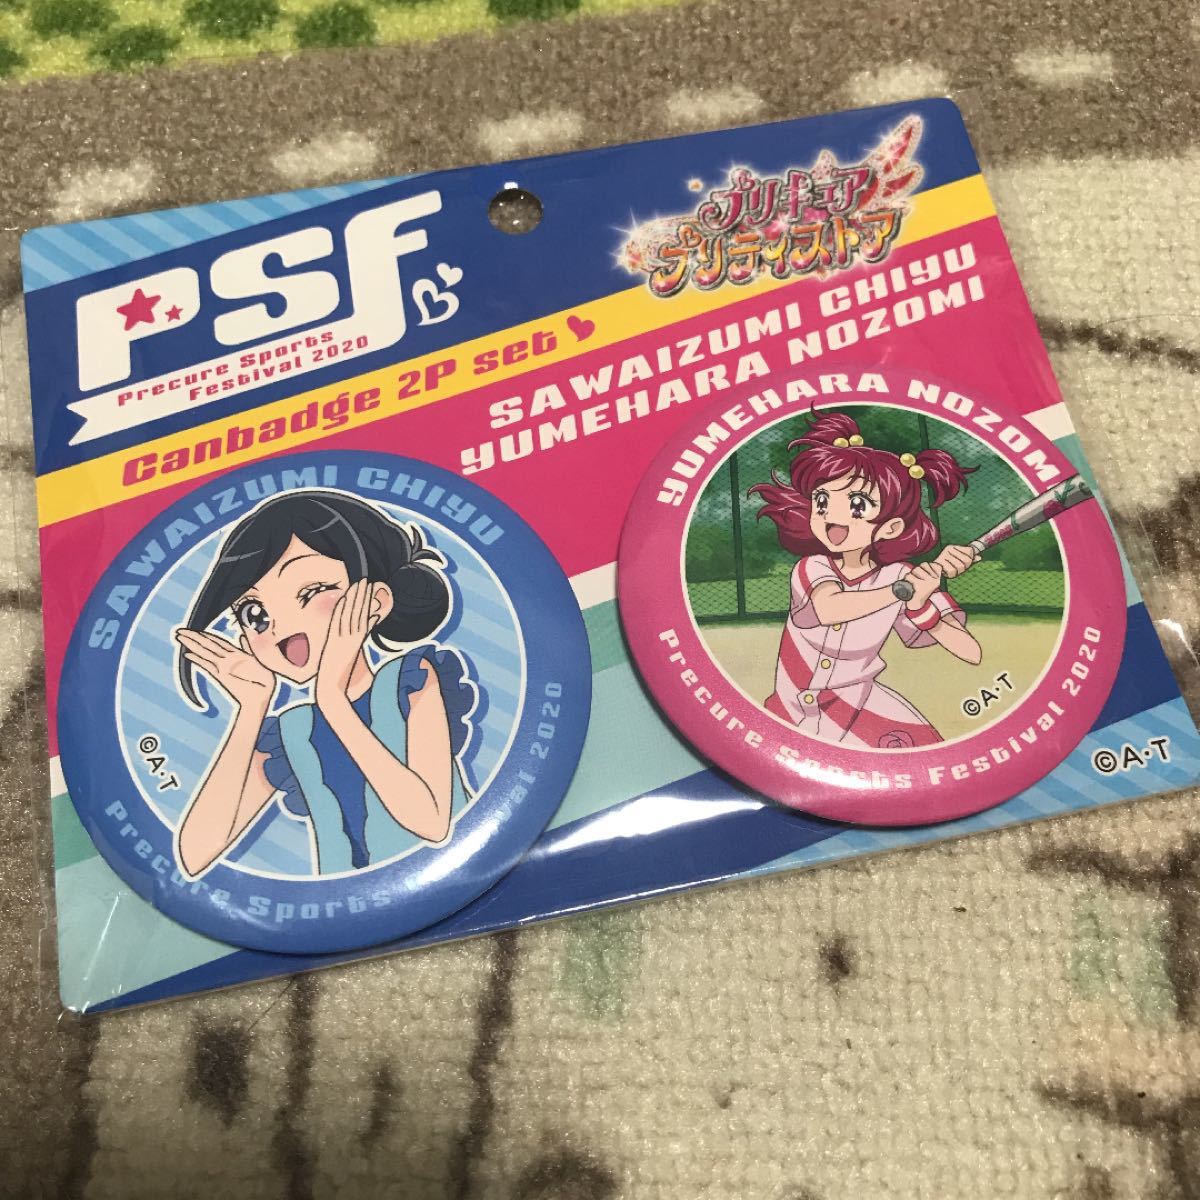 PSF
Precure Sports
Festival 2020
プリキュア
プリティストア
Canbadge 2P set
SAWAIZUMI CHIYU
YUMEHARA NOZOMI
SAWAIZUMI CHIYU
©A・T
Precure Sports val 2020
YUMEHARA NOZOM
©A・T
Precure Sports Festival 2020
©A・T